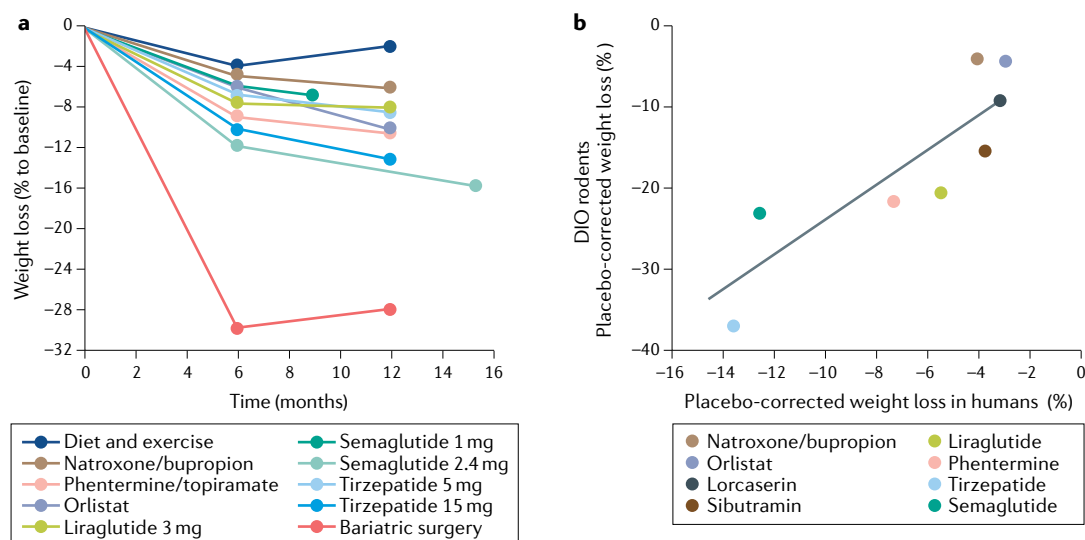 a
0
−4
−8
−12
−16
−20
−24
−28
−32
Weight loss (% to baseline)
0 2 4 6 8 10 12 14 16
Time (months)
Diet and exercise
Natroxone/bupropion
Phentermine/topiramate
Orlistat
Liraglutide 3 mg
Semaglutide 1 mg
Semaglutide 2.4 mg
Tirzepatide 5 mg
Tirzepatide 15 mg
Bariatric surgery
b
0
−10
−20
−30
−40
DIO rodents
Placebo-corrected weight loss (%)
−16 −14 −12 −10 −8 −6 −4 −2 0
Placebo-corrected weight loss in humans (%)
Natroxone/bupropion
Orlistat
Lorcaserin
Sibutramin
Liraglutide
Phentermine
Tirzepatide
Semaglutide